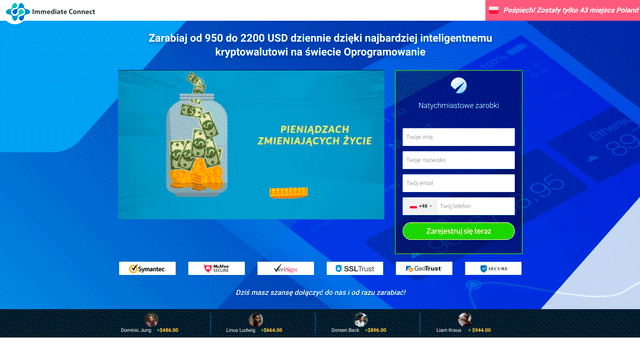 Immediate Connect
Pośpiech! Zostały tylko 43 miejsca Poland
Zarabiaj od 950 do 2200 USD dziennie dzięki najbardziej inteligentnemu
kryptowalutowi na świecie Oprogramowanie
PIENIĄDZACH
ZMIENIAJĄCYCH ŻYCIE
Natychmiastowe zarobki
Twoje imię
Twoje nazwisko
Twój email
+48
Twój telefon
Zarejestruj się teraz
Ethereum
Symantec.
McAfee
SECURE
VeriSign
SSLTrust
GeoTrust
SECURE
Dziś masz szansę dołączyć do nas i od razu zarabiać!
Dominic Jung +$486.00
Linus Ludwig +$664.00
Doreen Beck +$896.00
Liam Kraus + $944.00